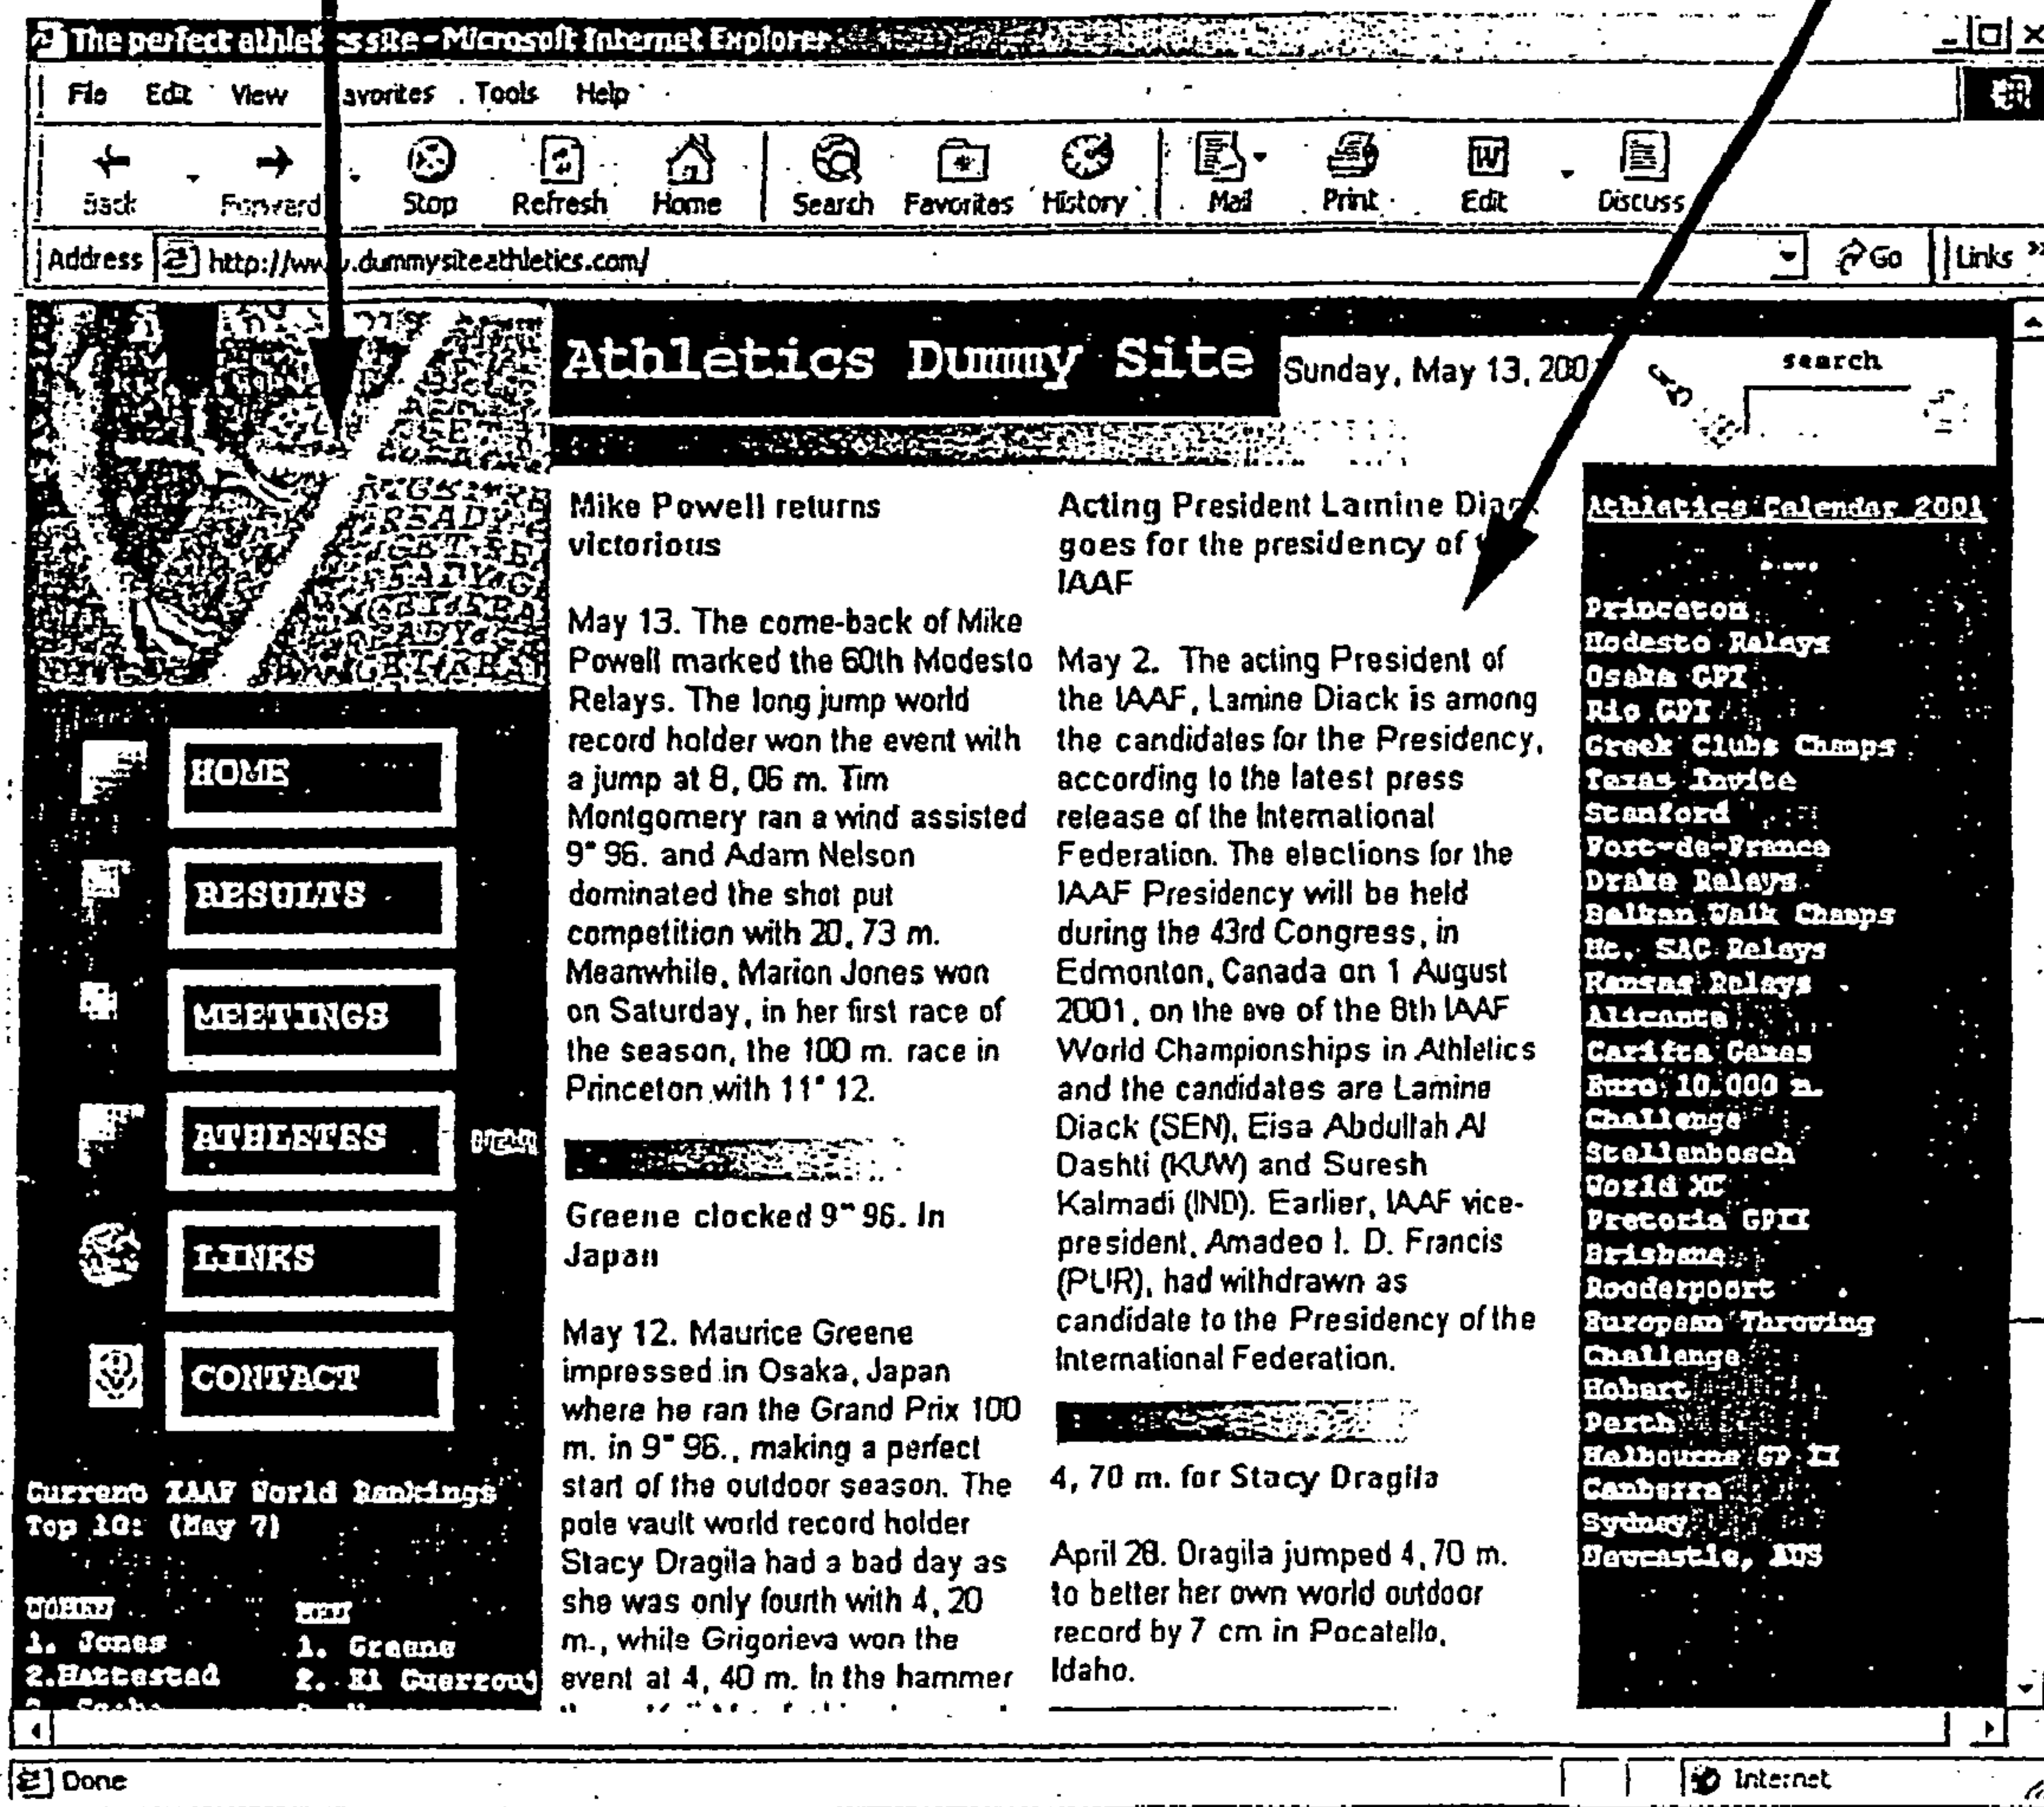 The perfect athlet s site - Microsoft Internet Explorer
File Edit View avorites Tools Help
Back Forward Stop Refresh Home Search Favorites History Mail Print Edit Discuss
Address http://ww .dummysiteathletics.com/ Go Links »
Athletics Dummy Site
Sunday, May 13, 200
search
HOME
RESULTS
MEETINGS
ATHLETES
LINKS
CONTACT
Current IAAF World Rankings
Top 10: (May 7)
WOMEN
1. Jones
2.Hattestad
MEN
1. Greene
2. El Guerrouj
Mike Powell returns
victorious
May 13. The come-back of Mike
Powell marked the 60th Modesto
Relays. The long jump world
record holder won the event with
a jump at 8, 06 m. Tim
Montgomery ran a wind assisted
9" 96. and Adam Nelson
dominated the shot put
competition with 20, 73 m.
Meanwhile, Marion Jones won
on Saturday, in her first race of
the season, the 100 m. race in
Princeton with 11" 12.
Greene clocked 9" 96. In
Japan
May 12. Maurice Greene
impressed in Osaka, Japan
where he ran the Grand Prix 100
m. in 9" 96., making a perfect
start of the outdoor season. The
pole vault world record holder
Stacy Dragila had a bad day as
she was only fourth with 4, 20
m., while Grigorieva won the
event at 4, 40 m. In the hammer
Acting President Lamine Diack
goes for the presidency of
IAAF
May 2. The acting President of
the IAAF, Lamine Diack is among
the candidates for the Presidency,
according to the latest press
release of the International
Federation. The elections for the
IAAF Presidency will be held
during the 43rd Congress, in
Edmonton, Canada on 1 August
2001, on the eve of the 8th IAAF
World Championships in Athletics
and the candidates are Lamine
Diack (SEN), Eisa Abdullah Al
Dashti (KUW) and Suresh
Kalmadi (IND). Earlier, IAAF vice-
president, Amadeo I. D. Francis
(PUR), had withdrawn as
candidate to the Presidency of the
International Federation.
4, 70 m. for Stacy Dragila
April 28. Dragila jumped 4, 70 m.
to better her own world outdoor
record by 7 cm in Pocatello,
Idaho.
Athletics Calendar 2001
Princeton
Modesto Relays
Osaka GPI
Rio GPI
Greek Clubs Champs
Texas Invite
Stanford
Fort-de-France
Drake Relays
Balkan Walk Champs
Mt. SAC Relays
Kansas Relays
Alicante
Carifta Games
Euro 10.000 m.
Challenge
Stellenbosch
World XC
Pretoria GPII
Brisbane
Rooderpoort
European Throwing
Challenge
Hobart
Perth
Melbourne GP II
Canberra
Sydney
Newcastle, AUS
Done
Internet